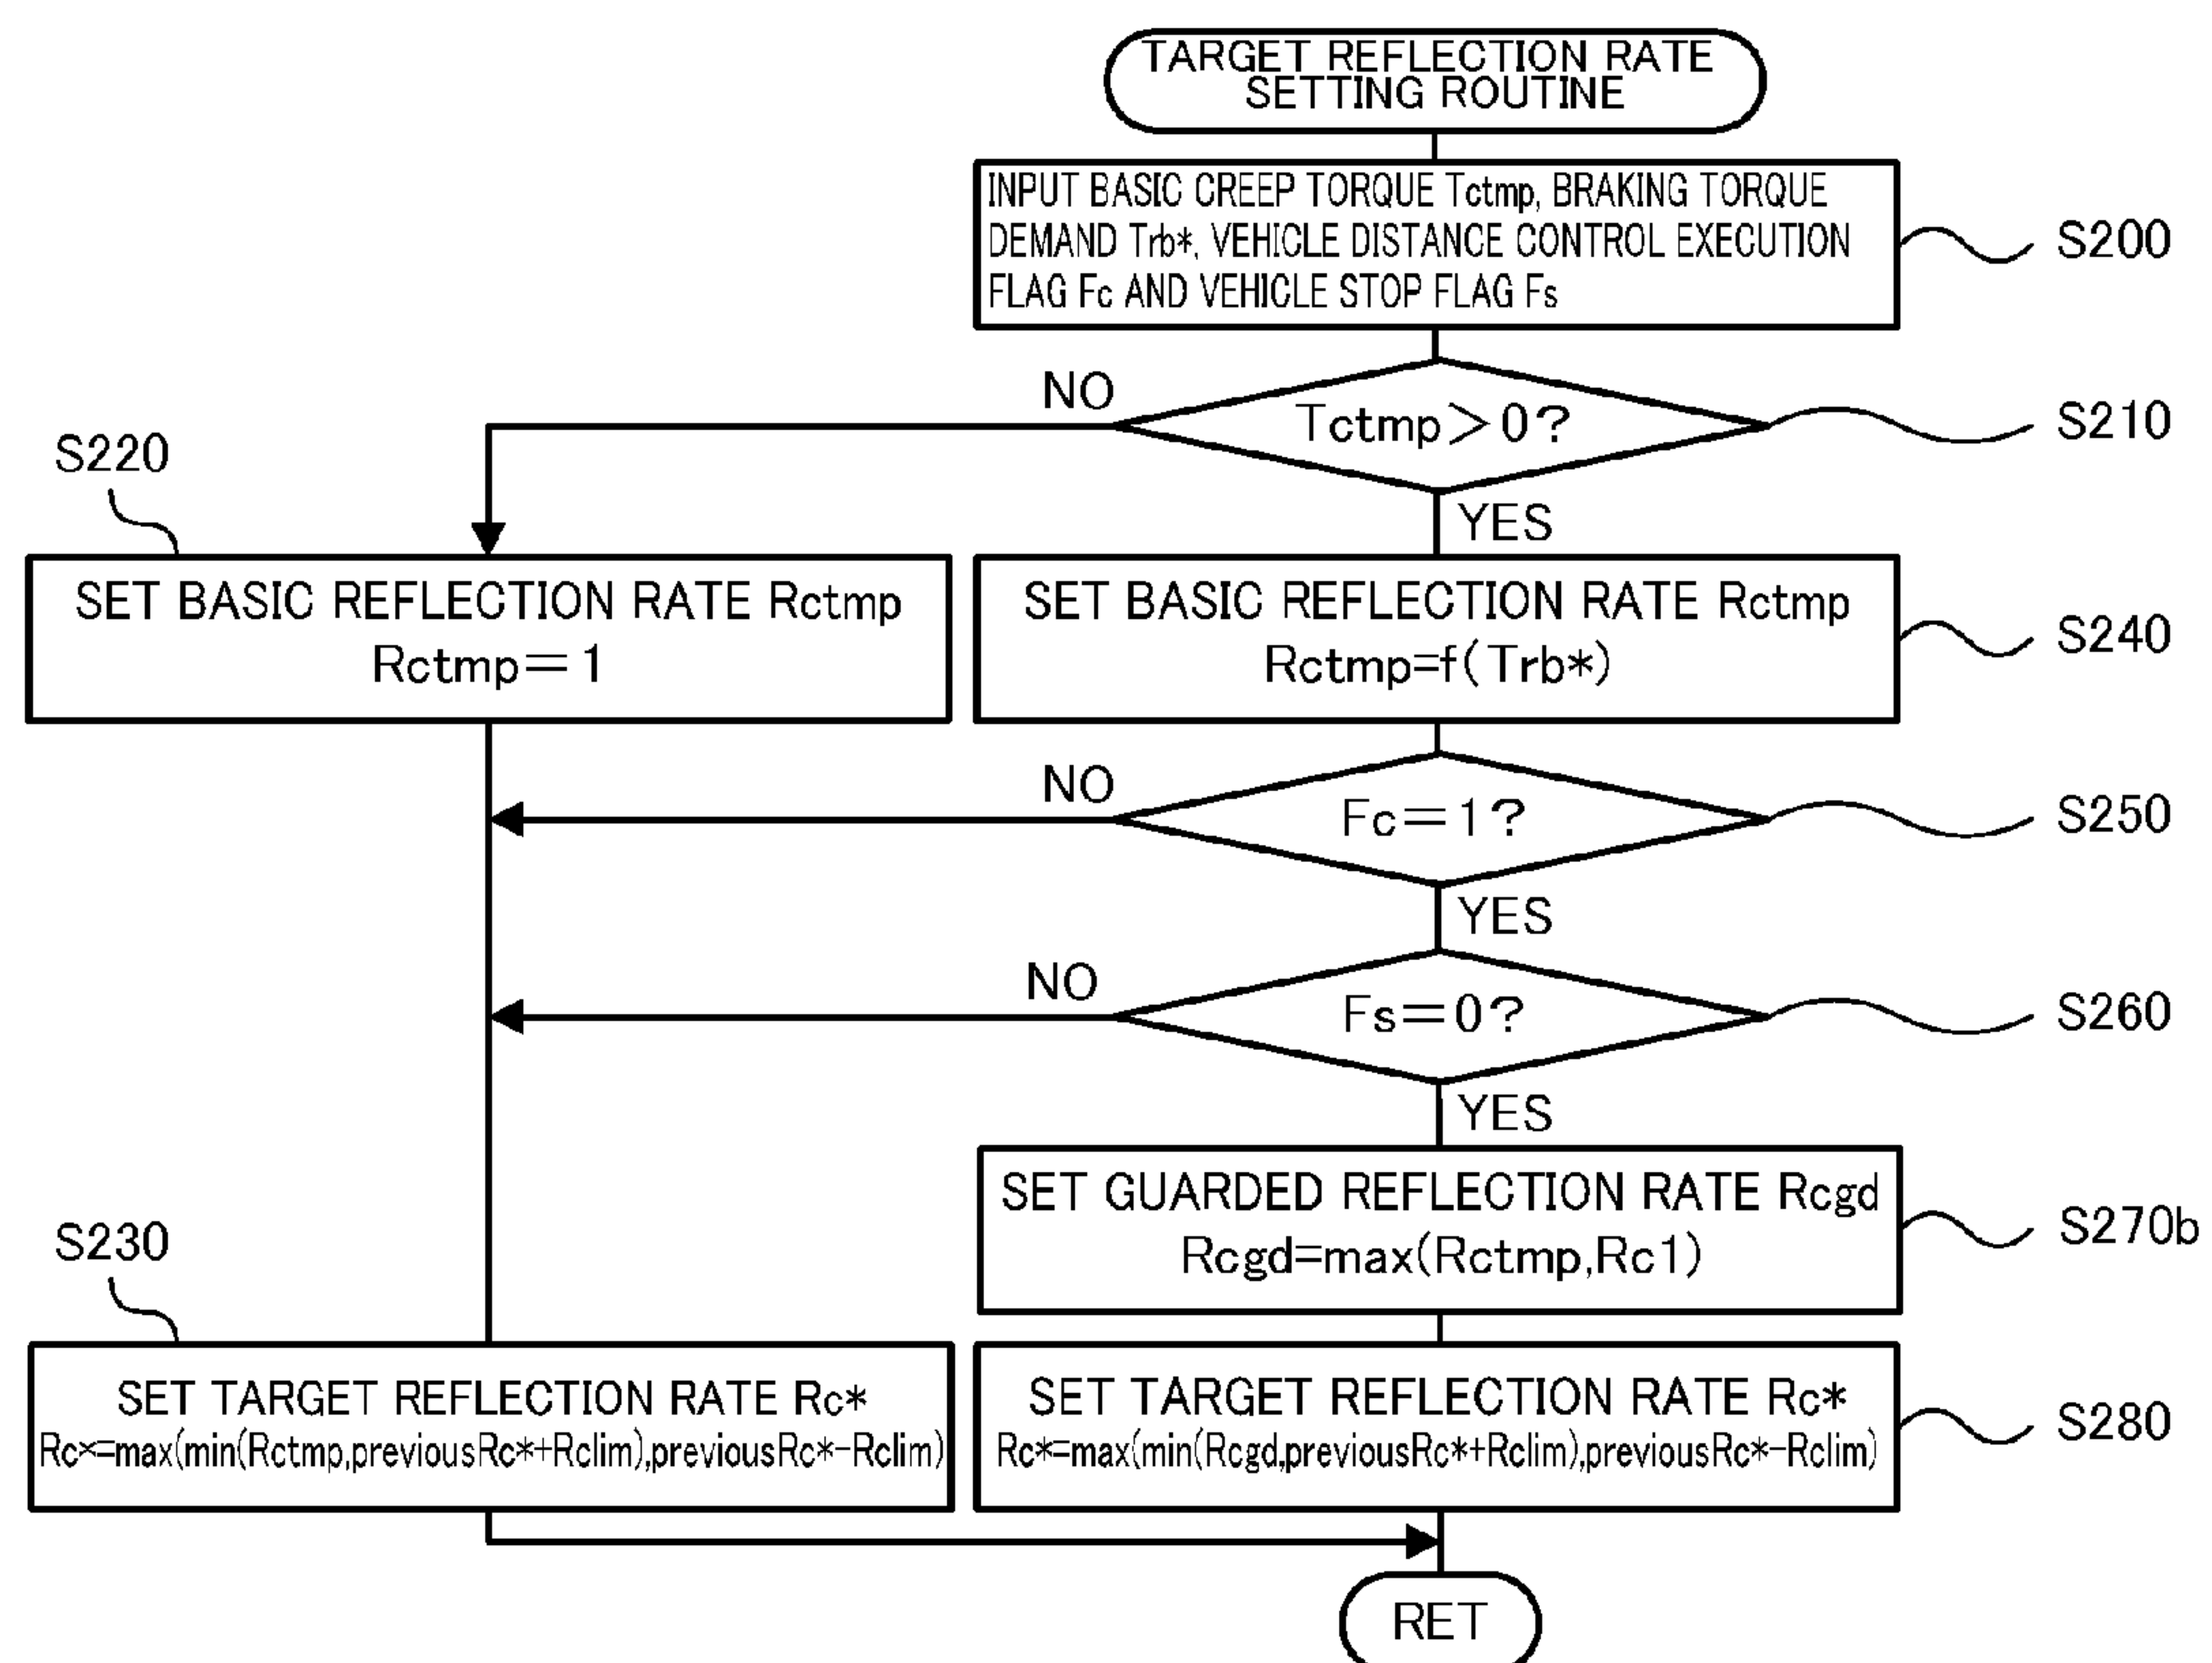 TARGET REFLECTION RATE
SETTING ROUTINE
INPUT BASIC CREEP TORQUE Tctmp, BRAKING TORQUE
DEMAND Trb*, VEHICLE DISTANCE CONTROL EXECUTION
FLAG Fc AND VEHICLE STOP FLAG Fs
S200
NO
Tctmp＞0?
S210
S220
YES
SET BASIC REFLECTION RATE Rctmp
Rctmp＝1
SET BASIC REFLECTION RATE Rctmp
Rctmp=f(Trb*)
S240
NO
Fc＝1?
S250
YES
NO
Fs＝0?
S260
YES
SET GUARDED REFLECTION RATE Rcgd
Rcgd=max(Rctmp,Rc1)
S270b
S230
SET TARGET REFLECTION RATE Rc*
Rc*=max(min(Rctmp,previousRc*+Rclim),previousRc*-Rclim)
SET TARGET REFLECTION RATE Rc*
Rc*=max(min(Rcgd,previousRc*+Rclim),previousRc*-Rclim)
S280
RET